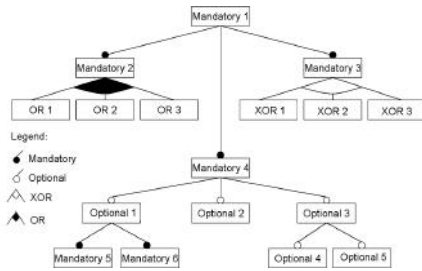 Mandatory 1
Mandatory 2
Mandatory 3
OR 1
OR 2
OR 3
XOR 1
XOR 2
XOR 3
Legend:
Mandatory
Optional
XOR
OR
Mandatory 4
Optional 1
Optional 2
Optional 3
Mandatory 5
Mandatory 6
Optional 4
Optional 5